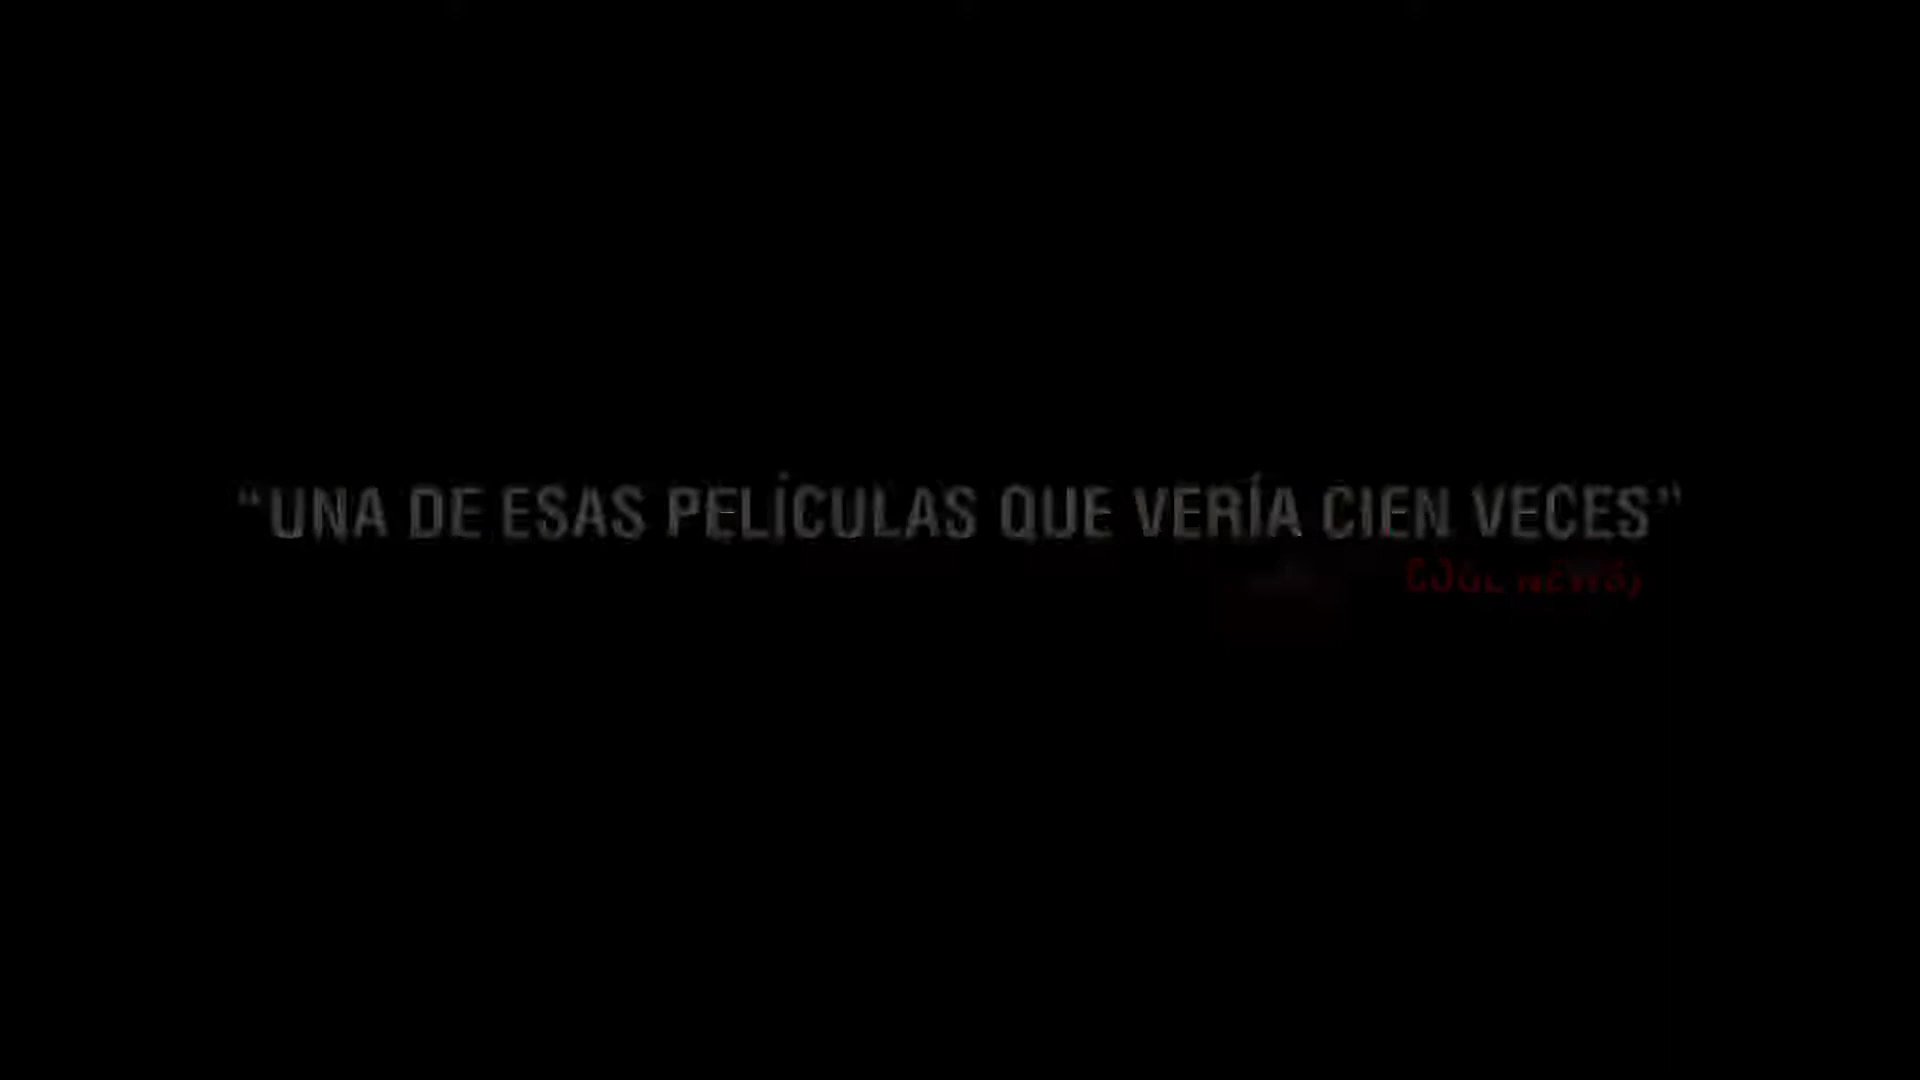 “UNA DE ESAS PELÍCULAS QUE VERÍA CIEN VECES”